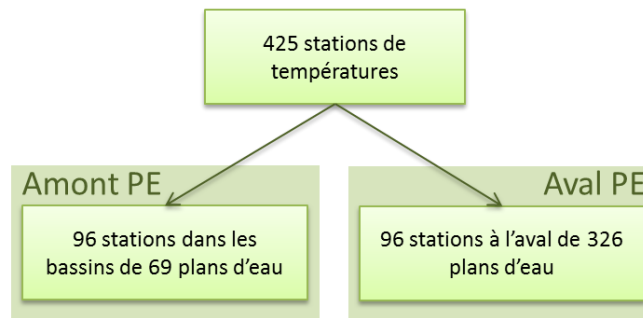 425 stations de
températures
Amont PE
Aval PE
96 stations dans les
bassins de 69 plans d'eau
96 stations à l'aval de 326
plans d'eau